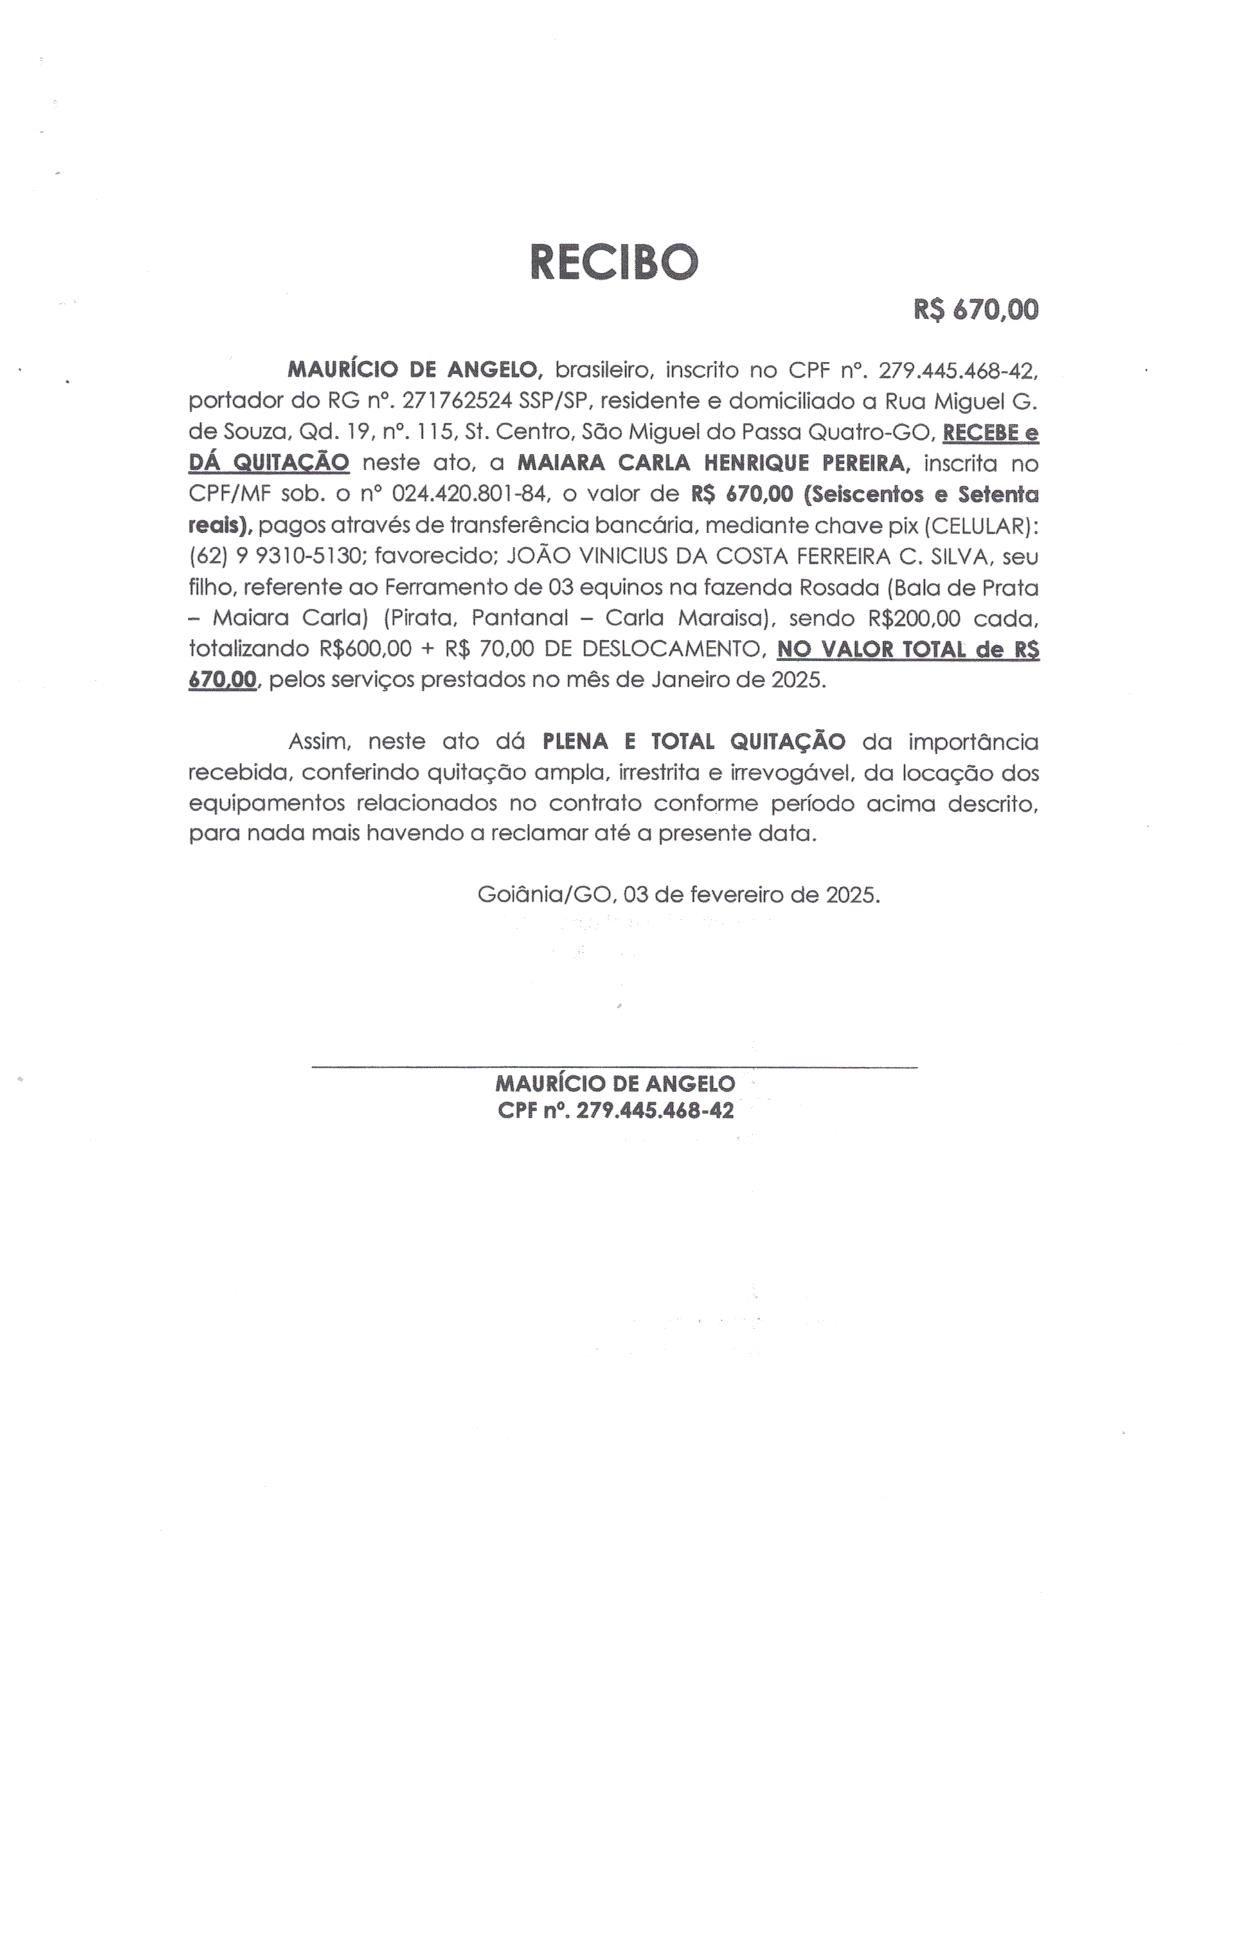 RECIBO
R$ 670,00
MAURÍCIO DE ANGELO, brasileiro, inscrito no CPF nº. 279.445.468-42,
portador do RG nº. 271762524 SSP/SP, residente e domiciliado a Rua Miguel G.
de Souza, Qd. 19, nº. 115, St. Centro, São Miguel do Passa Quatro-GO, RECEBE e
DÁ QUITAÇÃO neste ato, a MAIARA CARLA HENRIQUE PEREIRA, inscrita no
CPF/MF sob. o nº 024.420.801-84, o valor de R$ 670,00 (Seiscentos e Setenta
reais), pagos através de transferência bancária, mediante chave pix (CELULAR):
(62) 9 9310-5130; favorecido; JOÃO VINICIUS DA COSTA FERREIRA C. SILVA, seu
filho, referente ao Ferramento de 03 equinos na fazenda Rosada (Bala de Prata
– Maiara Carla) (Pirata, Pantanal – Carla Maraisa), sendo R$200,00 cada,
totalizando R$600,00 + R$ 70,00 DE DESLOCAMENTO, NO VALOR TOTAL de R$
670,00, pelos serviços prestados no mês de Janeiro de 2025.
Assim, neste ato dá PLENA E TOTAL QUITAÇÃO da importância
recebida, conferindo quitação ampla, irrestrita e irrevogável, da locação dos
equipamentos relacionados no contrato conforme período acima descrito,
para nada mais havendo a reclamar até a presente data.
Goiânia/GO, 03 de fevereiro de 2025.
MAURÍCIO DE ANGELO
CPF nº. 279.445.468-42